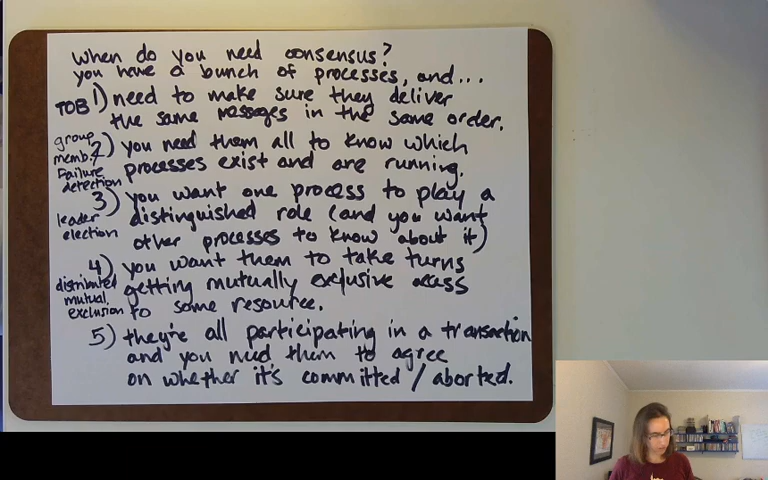 When do you need consensus?
you have a bunch of processes, and...
TOB 1) need to make sure they deliver
the same messages in the same order.
group memb./ failure detection 2) you need them all to know which
processes exist and are running.
leader election 3) you want one process to play a
distinguished role (and you want
other processes to know about it)
distributed mutual exclusion 4) you want them to take turns
getting mutually exclusive access
to some resource.
5) they're all participating in a transaction
and you need them to agree
on whether it's committed / aborted.